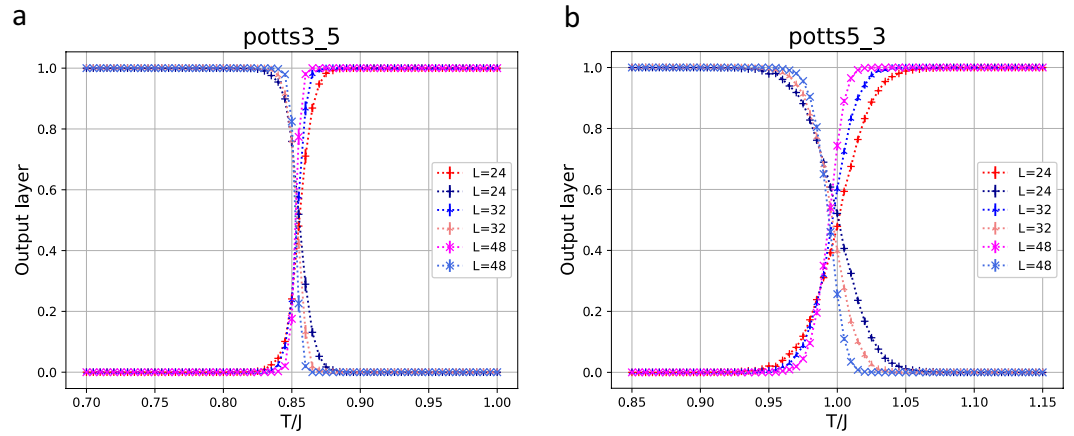 a
potts3_5
Output layer
1.0
0.8
0.6
0.4
0.2
0.0
L=24
L=24
L=32
L=32
L=48
L=48
0.70 0.75 0.80 0.85 0.90 0.95 1.00
T/J
b
potts5_3
Output layer
1.0
0.8
0.6
0.4
0.2
0.0
L=24
L=24
L=32
L=32
L=48
L=48
0.85 0.90 0.95 1.00 1.05 1.10 1.15
T/J